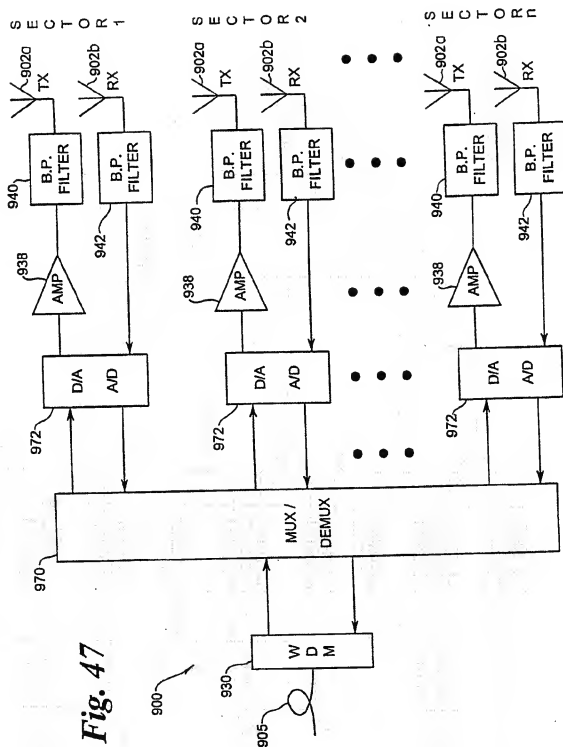 Fig. 47
900
905
930
W D M
970
MUX / DEMUX
972
D/A
A/D
938
AMP
940
B.P. FILTER
942
B.P. FILTER
902a
TX
902b
RX
SECTOR 1
972
D/A
A/D
938
AMP
940
B.P. FILTER
942
B.P. FILTER
902a
TX
902b
RX
SECTOR 2
972
D/A
A/D
938
AMP
940
B.P. FILTER
942
B.P. FILTER
902a
TX
902b
RX
SECTOR n